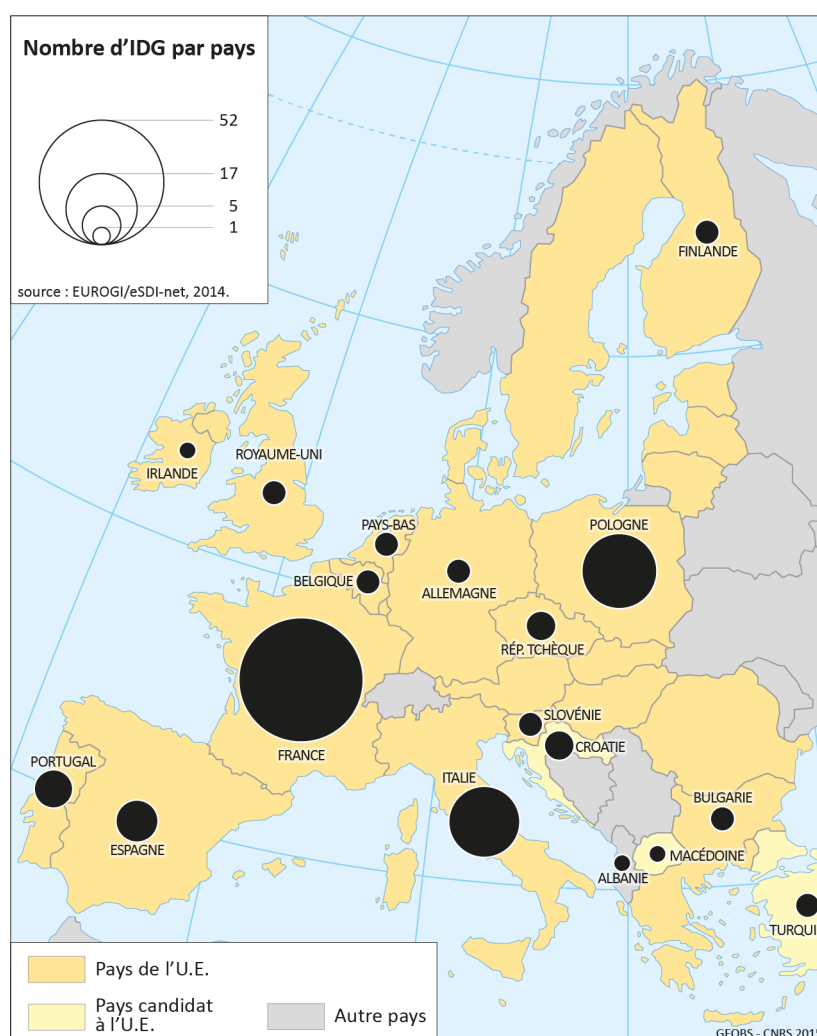 Nombre d'IDG par pays
52
17
5
1
source : EUROGI/eSDI-net, 2014.
FINLANDE
ROYAUME-UNI
IRLANDE
PAYS-BAS
POLOGNE
BELGIQUE
ALLEMAGNE
RÉP. TCHÈQUE
SLOVÉNIE
CROATIE
FRANCE
PORTUGAL
ITALIE
BULGARIE
ESPAGNE
MACÉDOINE
ALBANIE
TURQUI
Pays de l'U.E.
Pays candidat
à l'U.E.
Autre pays
GEOBS - CNRS 201